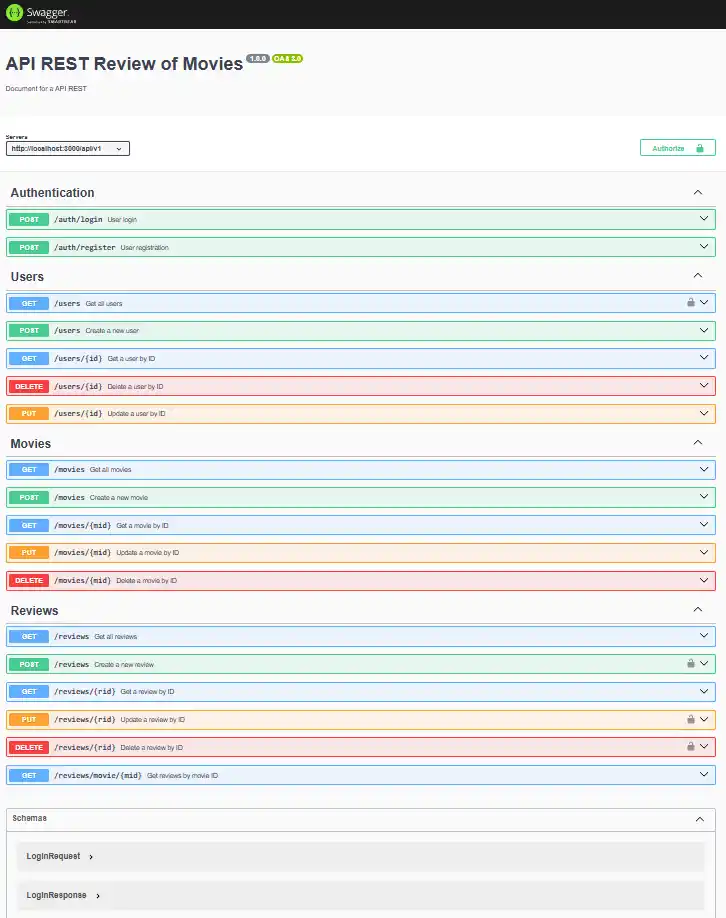 Swagger.
Supported by SMARTBEAR
API REST Review of Movies 1.0.0 OAS 3.0
Document for a API REST
Servers
http://localhost:3000/api/v1
Authorize
Authentication
POST /auth/login User login
POST /auth/register User registration
Users
GET /users Get all users
POST /users Create a new user
GET /users/{id} Get a user by ID
DELETE /users/{id} Delete a user by ID
PUT /users/{id} Update a user by ID
Movies
GET /movies Get all movies
POST /movies Create a new movie
GET /movies/{mid} Get a movie by ID
PUT /movies/{mid} Update a movie by ID
DELETE /movies/{mid} Delete a movie by ID
Reviews
GET /reviews Get all reviews
POST /reviews Create a new review
GET /reviews/{rid} Get a review by ID
PUT /reviews/{rid} Update a review by ID
DELETE /reviews/{rid} Delete a review by ID
GET /reviews/movie/{mid} Get reviews by movie ID
Schemas
LoginRequest
LoginResponse